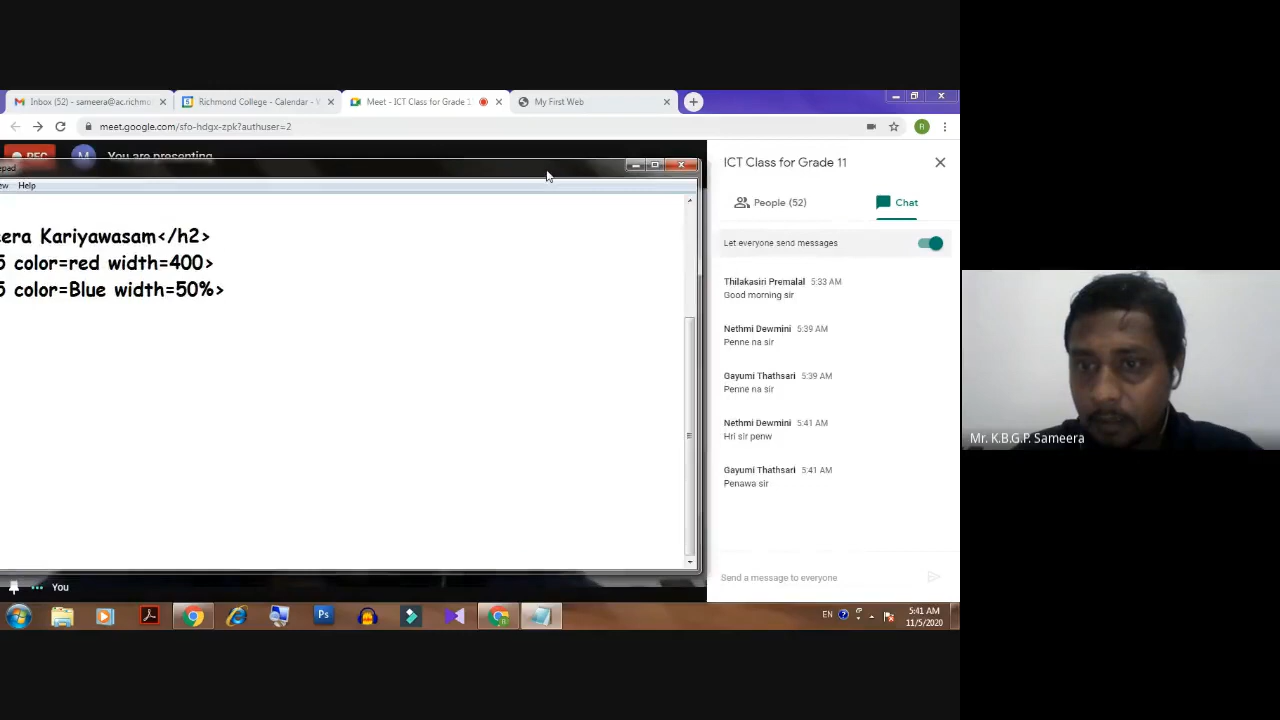 Inbox (52) - sameera@ac.richmo
Richmond College - Calendar -
Meet - ICT Class for Grade 1
My First Web
meet.google.com/sfo-hdgx-zpk?authuser=2
REC
M
You are presenting
Help
Kariyawasam</h2>
5 color=red width=400>
5 color=Blue width=50%>
You
ICT Class for Grade 11
People (52)
Chat
Let everyone send messages
Thilakasiri Premalal 5:33 AM
Good morning sir
Nethmi Dewmini 5:39 AM
Penne na sir
Gayumi Thathsari 5:39 AM
Penne na sir
Nethmi Dewmini 5:41 AM
Hri sir penw
Gayumi Thathsari 5:41 AM
Penawa sir
Send a message to everyone
Mr. K.B.G.P. Sameera
Ps
EN
5:41 AM
11/5/2020